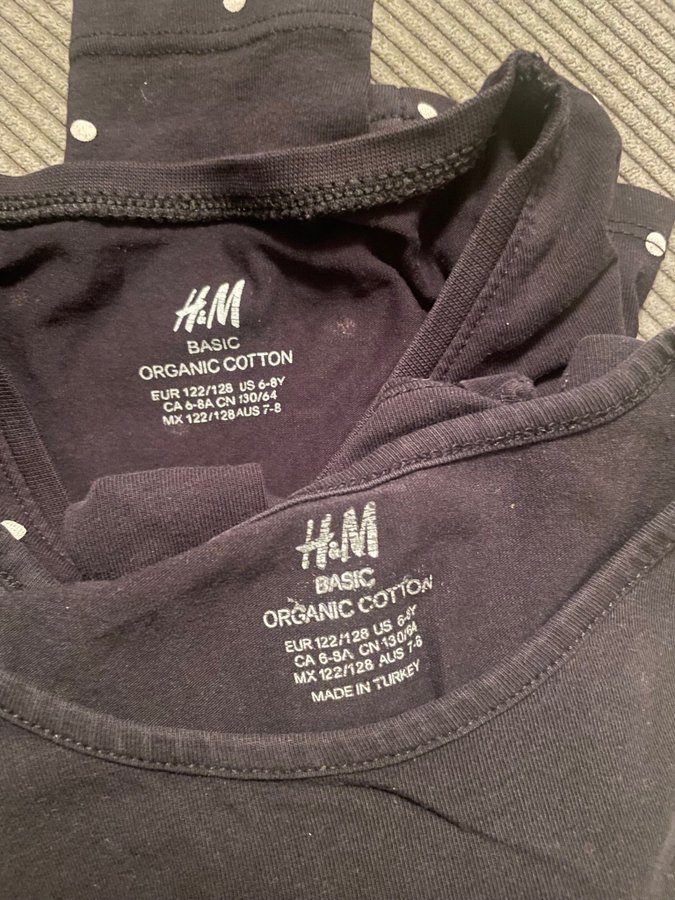 H&M
BASIC
ORGANIC COTTON
EUR 122/128 US 6-8Y
CA 6-8A CN 130/64
MX 122/128 AUS 7-8
H&M
BASIC
ORGANIC COTTON
EUR 122/128 US 6-8Y
CA 6-8A CN 130/64
MX 122/128 AUS 7-8
MADE IN TURKEY